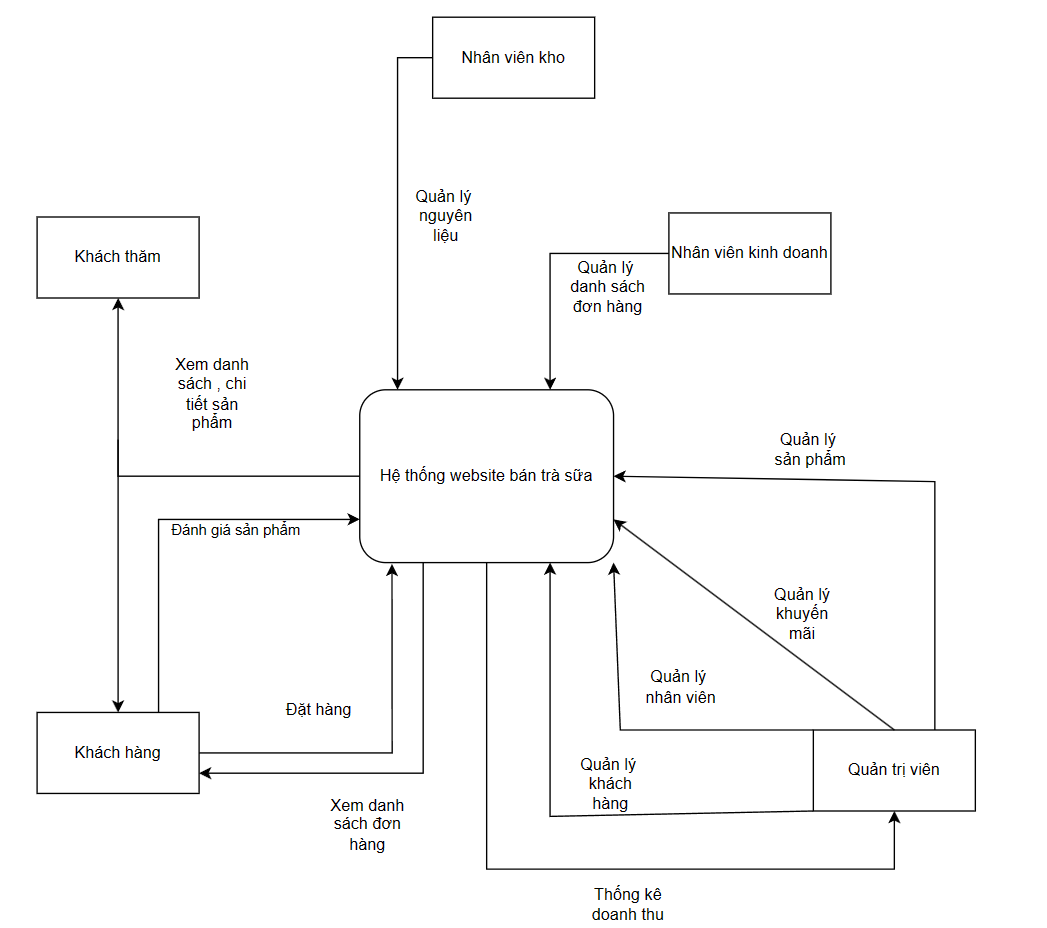 Nhân viên kho
Quản lý
nguyên
liệu
Khách thăm
Nhân viên kinh doanh
Quản lý
danh sách
đơn hàng
Xem danh
sách , chi
tiết sản
phẩm
Hệ thống website bán trà sữa
Quản lý
sản phẩm
Đánh giá sản phẩm
Quản lý
khuyến
mãi
Quản lý
nhân viên
Đặt hàng
Khách hàng
Quản trị viên
Quản lý
khách
hàng
Xem danh
sách đơn
hàng
Thống kê
doanh thu